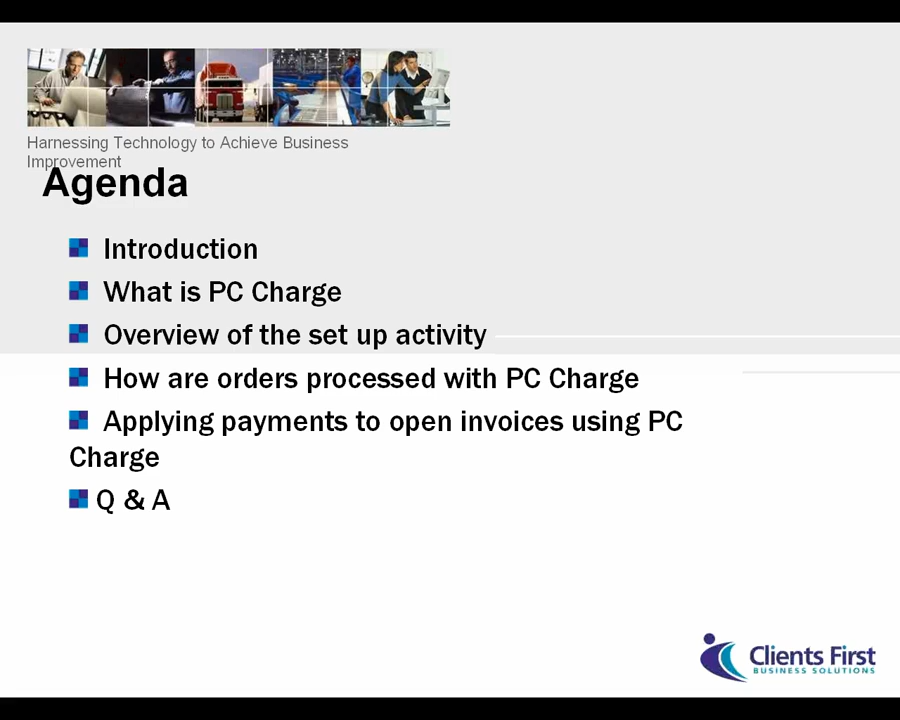 Harnessing Technology to Achieve Business
Improvement
Agenda
Introduction
What is PC Charge
Overview of the set up activity
How are orders processed with PC Charge
Applying payments to open invoices using PC
Charge
Q & A
Clients First
BUSINESS SOLUTIONS